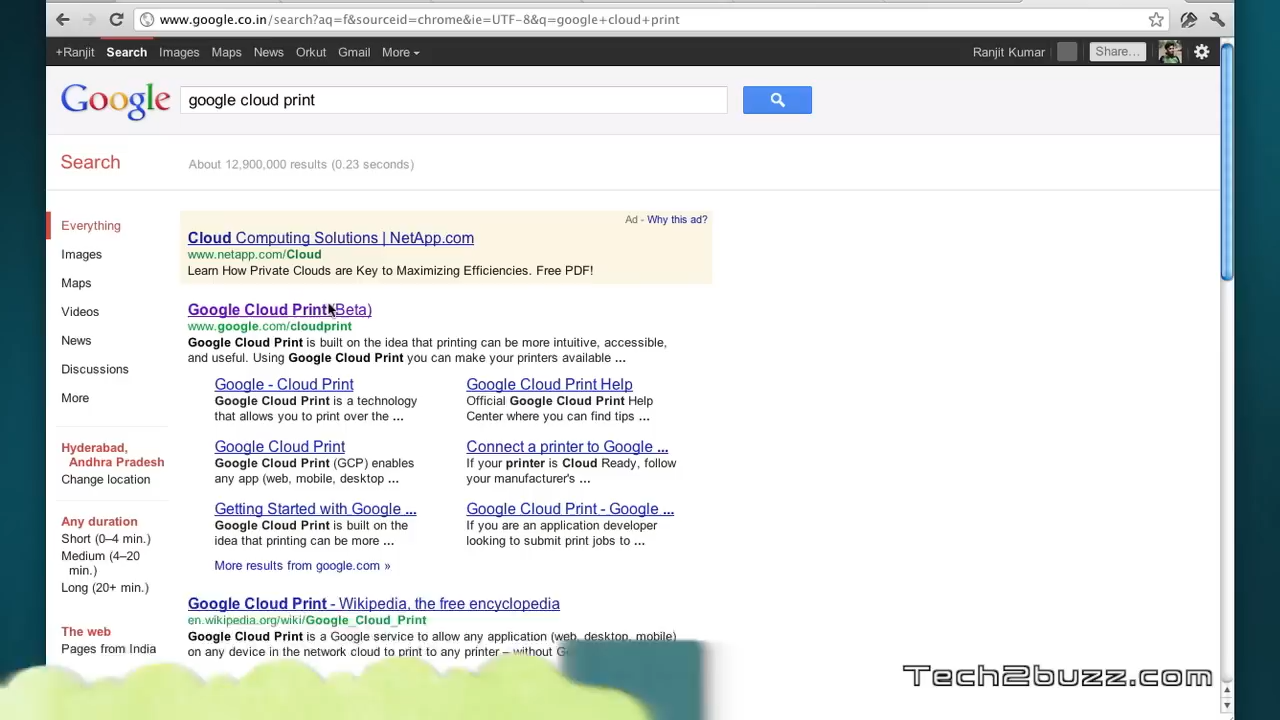 www.google.co.in/search?aq=f&sourceid=chrome&ie=UTF-8&q=google+cloud+print
+Ranjit Search Images Maps News Orkut Gmail More
Ranjit Kumar Share...
Google
google cloud print
Search
About 12,900,000 results (0.23 seconds)
Everything
Images
Maps
Videos
News
Discussions
More
Hyderabad,
Andhra Pradesh
Change location
Any duration
Short (0–4 min.)
Medium (4–20
min.)
Long (20+ min.)
The web
Pages from India
Ad - Why this ad?
Cloud Computing Solutions | NetApp.com
www.netapp.com/Cloud
Learn How Private Clouds are Key to Maximizing Efficiencies. Free PDF!
Google Cloud Print (Beta)
www.google.com/cloudprint
Google Cloud Print is built on the idea that printing can be more intuitive, accessible,
and useful. Using Google Cloud Print you can make your printers available ...
Google - Cloud Print
Google Cloud Print is a technology
that allows you to print over the ...
Google Cloud Print Help
Official Google Cloud Print Help
Center where you can find tips ...
Google Cloud Print
Google Cloud Print (GCP) enables
any app (web, mobile, desktop ...
Connect a printer to Google ...
If your printer is Cloud Ready, follow
your manufacturer's ...
Getting Started with Google ...
Google Cloud Print is built on the
idea that printing can be more ...
Google Cloud Print - Google ...
If you are an application developer
looking to submit print jobs to ...
More results from google.com »
Google Cloud Print - Wikipedia, the free encyclopedia
en.wikipedia.org/wiki/Google_Cloud_Print
Google Cloud Print is a Google service to allow any application (web, desktop, mobile)
on any device in the network cloud to print to any printer – without
Tech2buzz.com